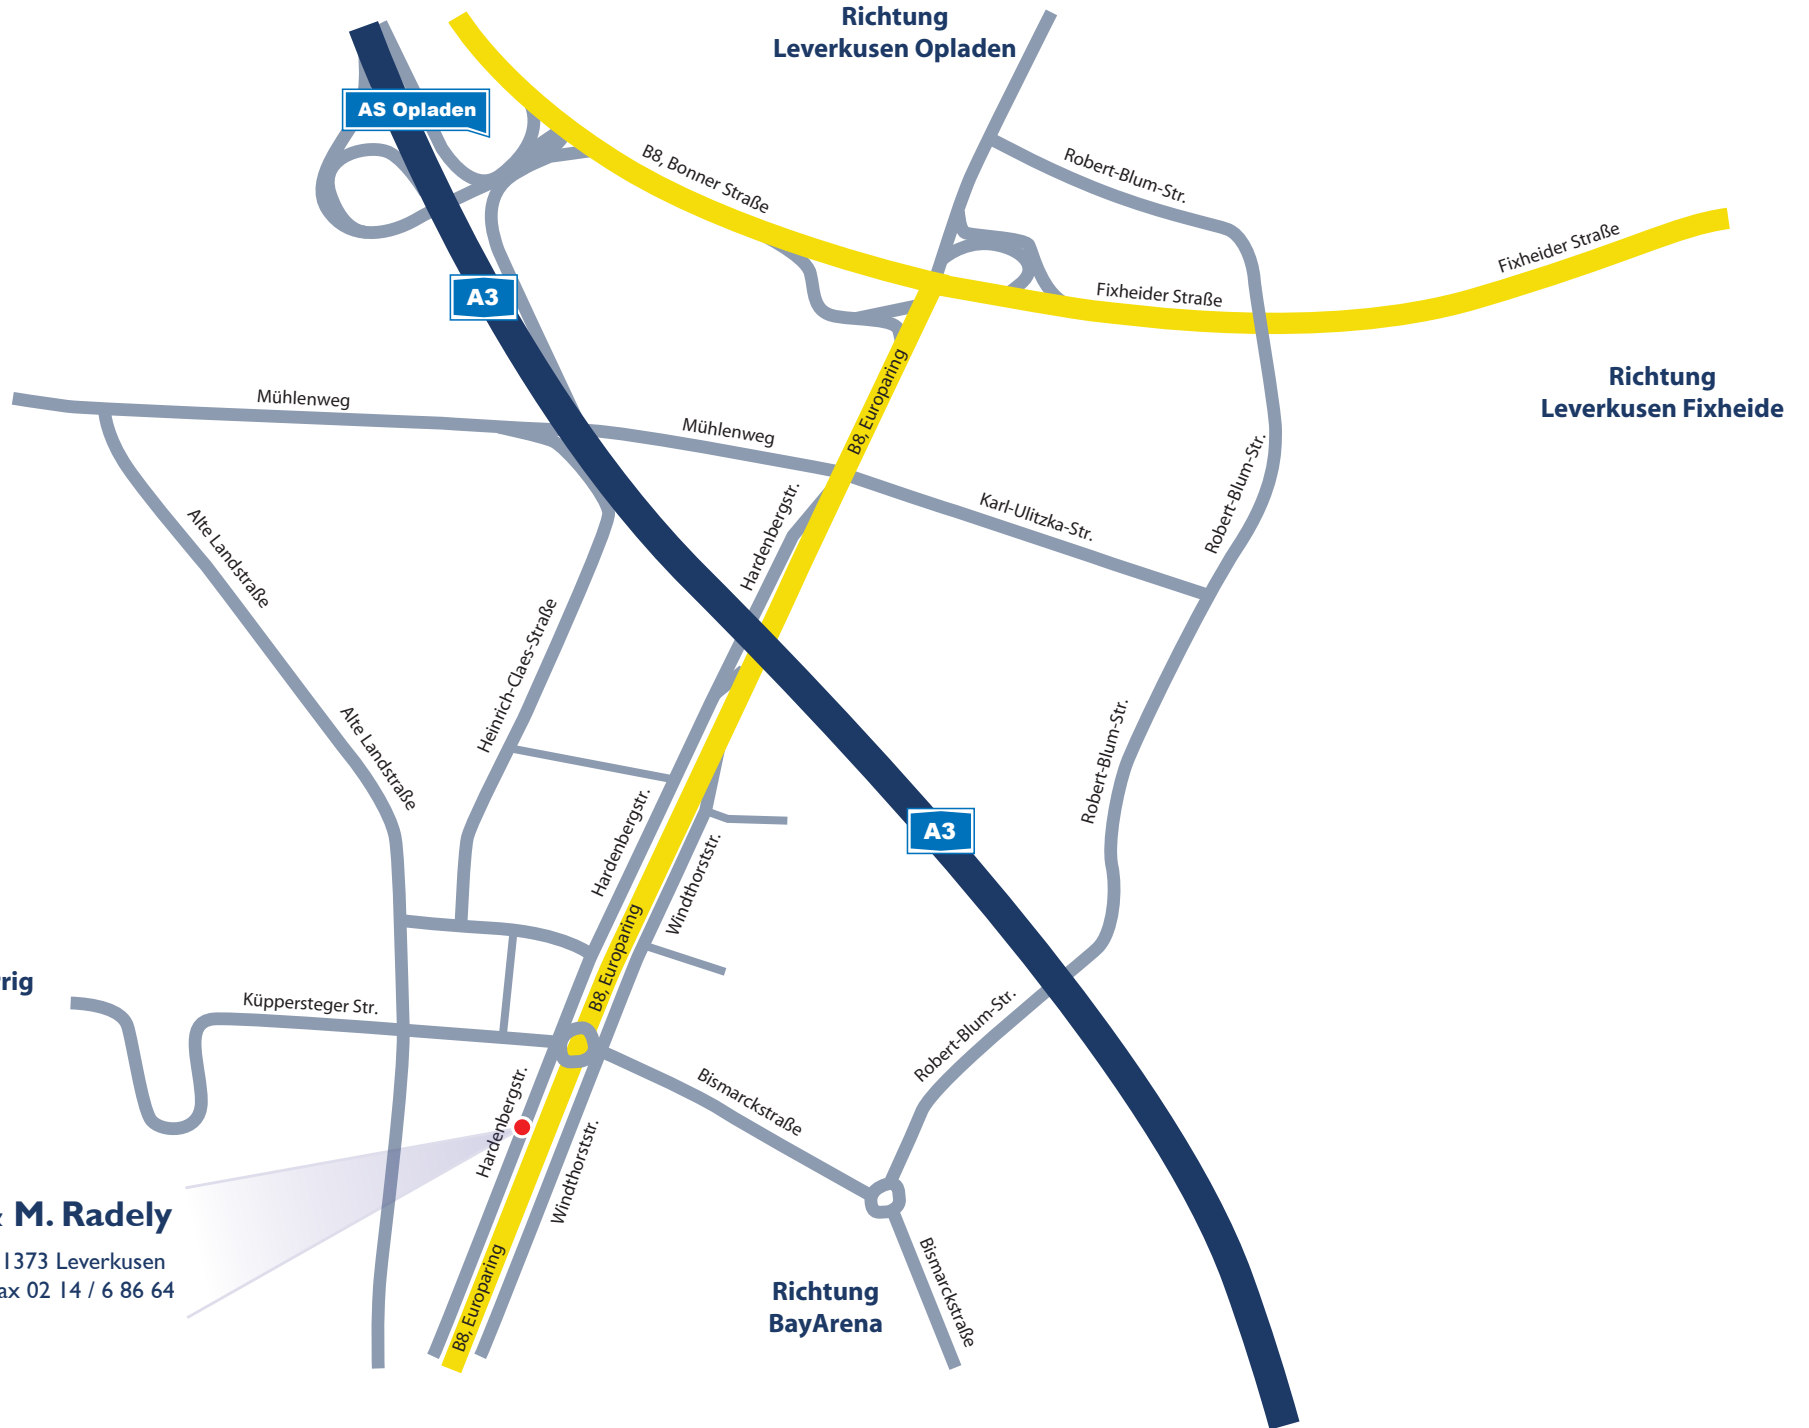 Richtung
Leverkusen Opladen
AS Opladen
B8, Bonner Straße
Robert-Blum-Str.
Fixheider Straße
A3
Fixheider Straße
Richtung
Leverkusen Fixheide
B8, Europaring
Mühlenweg
Mühlenweg
Hardenbergstr.
Karl-Ulitzka-Str.
Robert-Blum-Str.
Alte Landstraße
Heinrich-Claes-Straße
Alte Landstraße
Robert-Blum-Str.
Hardenbergstr.
A3
Windthorststr.
B8, Europaring
rig
Küppersteger Str.
Robert-Blum-Str.
Bismarckstraße
Hardenbergstr.
Windthorststr.
M. Radely
1373 Leverkusen
ax 02 14 / 6 86 64
B8, Europaring
Richtung
BayArena
Bismarckstraße